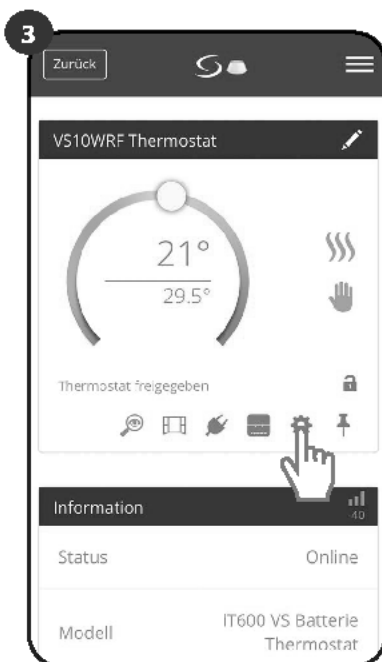 3
Zurück
VS10WRF Thermostat
21°
29.5°
Thermostat freigegeben
Information
40
Status
Online
Modell
iT600 VS Batterie
Thermostat